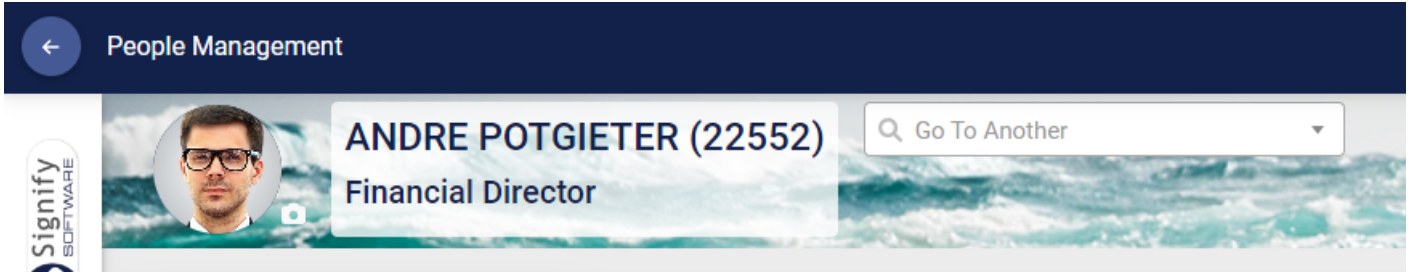 People Management
ANDRE POTGIETER (22552)
Financial Director
Go To Another
Signify
SOFTWARE